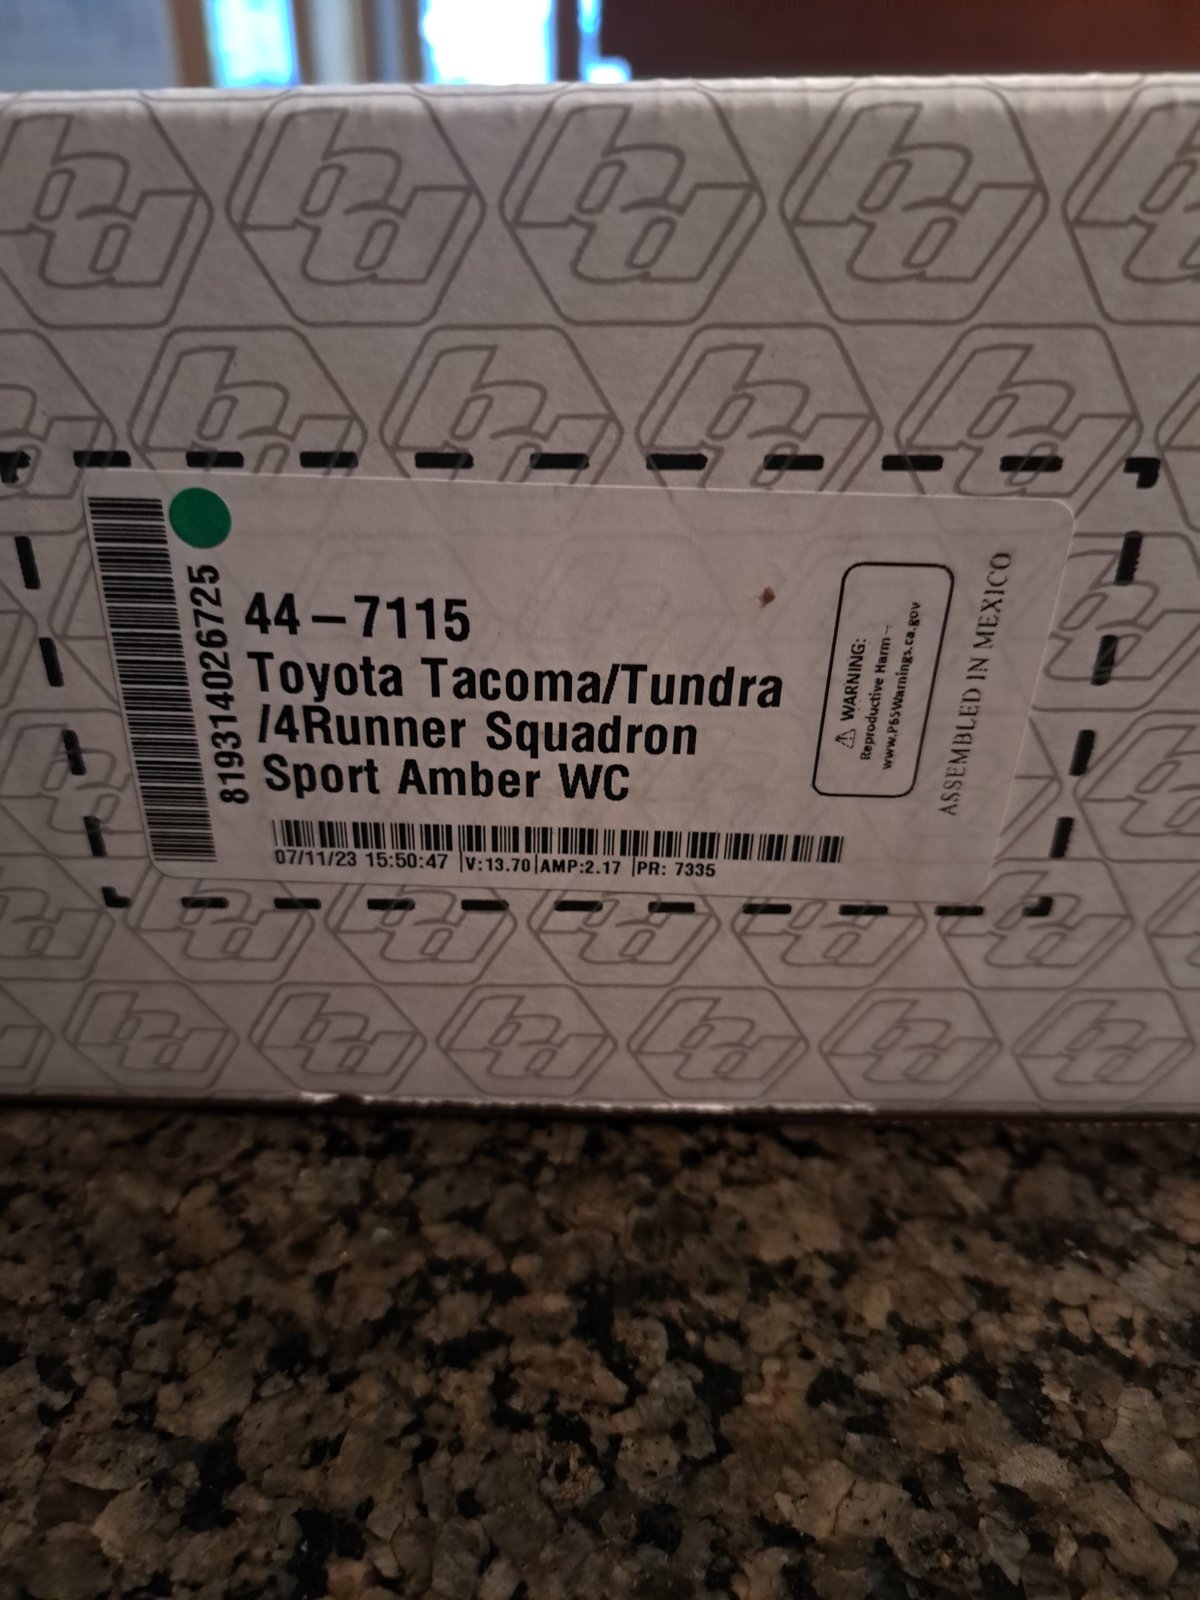 819314026725
44-7115
Toyota Tacoma/Tundra
/4Runner Squadron
Sport Amber WC
07/11/23 15:50:47 |V:13.70|AMP:2.17 |PR: 7335
⚠ WARNING:
Reproductive Harm –
www.P65Warnings.ca.gov
ASSEMBLED IN MEXICO